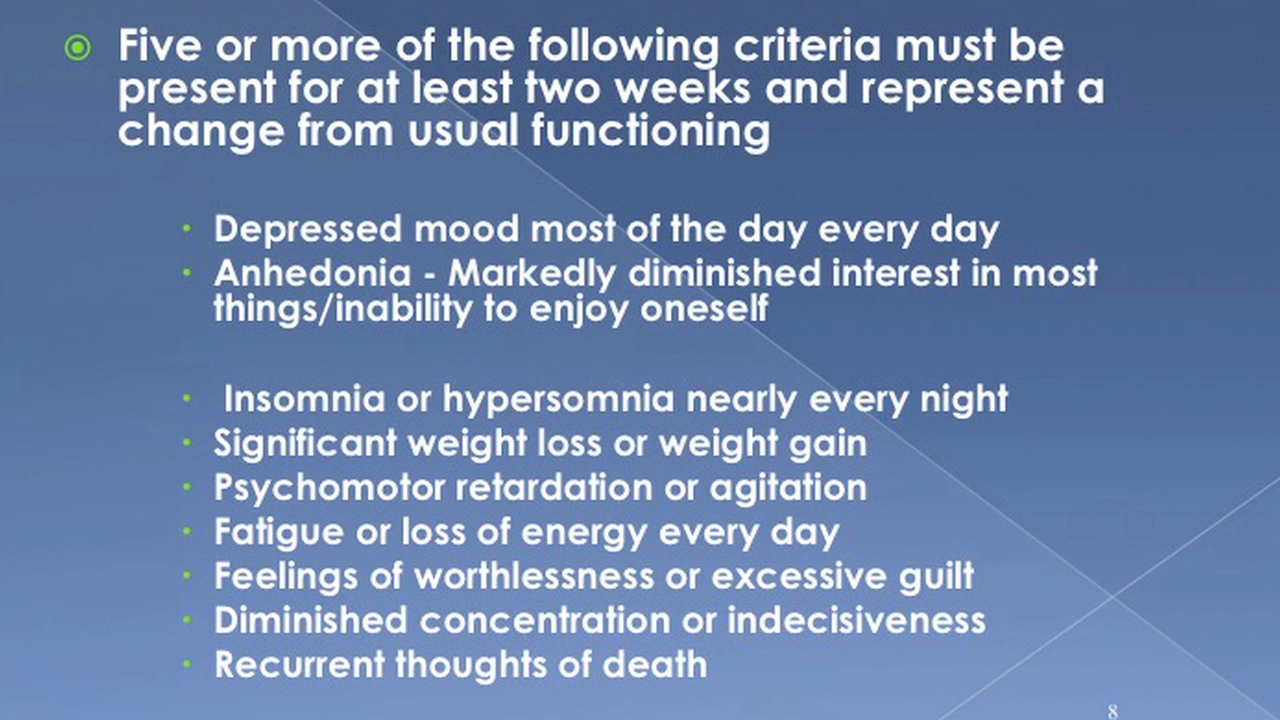 Five or more of the following criteria must be
present for at least two weeks and represent a
change from usual functioning
Depressed mood most of the day every day
Anhedonia - Markedly diminished interest in most
things/inability to enjoy oneself
Insomnia or hypersomnia nearly every night
Significant weight loss or weight gain
Psychomotor retardation or agitation
Fatigue or loss of energy every day
Feelings of worthlessness or excessive guilt
Diminished concentration or indecisiveness
Recurrent thoughts of death
8